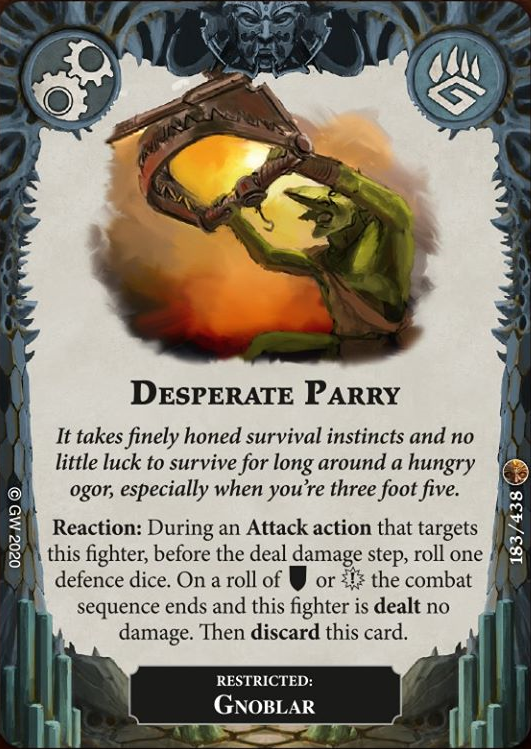 Desperate Parry
It takes finely honed survival instincts and no
little luck to survive for long around a hungry
ogor, especially when you're three foot five.
Reaction: During an Attack action that targets
this fighter, before the deal damage step, roll one
defence dice. On a roll of or the combat
sequence ends and this fighter is dealt no
damage. Then discard this card.
RESTRICTED:
Gnoblar
© GW 2020
183/438